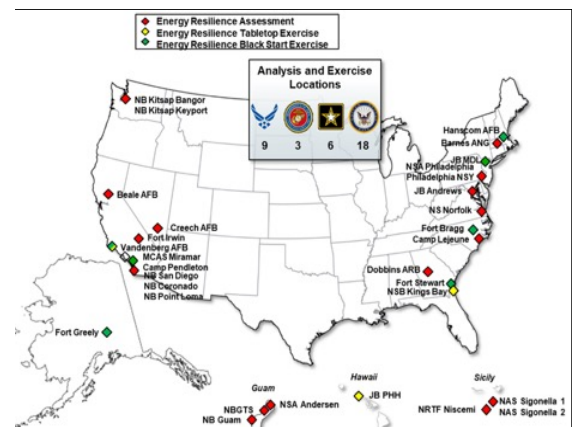 Energy Resilience Assessment
Energy Resilience Tabletop Exercise
Energy Resilience Black Start Exercise
Analysis and Exercise
Locations
9 3 6 18
NB Kitsap Bangor
NB Kitsap Keyport
Hanscom AFB
Barnes ANG
JB MDL
NSA Philadelphia
Philadelphia NSY
JB Andrews
NS Norfolk
Fort Bragg
Camp Lejeune
Beale AFB
Creech AFB
Fort Irwin
Vandenberg AFB
MCAS Miramar
Camp Pendleton
NB San Diego
NB Coronado
NB Point Loma
Dobbins ARB
Fort Stewart
NSB Kings Bay
Fort Greely
Guam
NSA Andersen
NBGTS
NB Guam
Hawaii
JB PHH
Sicily
NAS Sigonella 1
NRTF Niscemi
NAS Sigonella 2